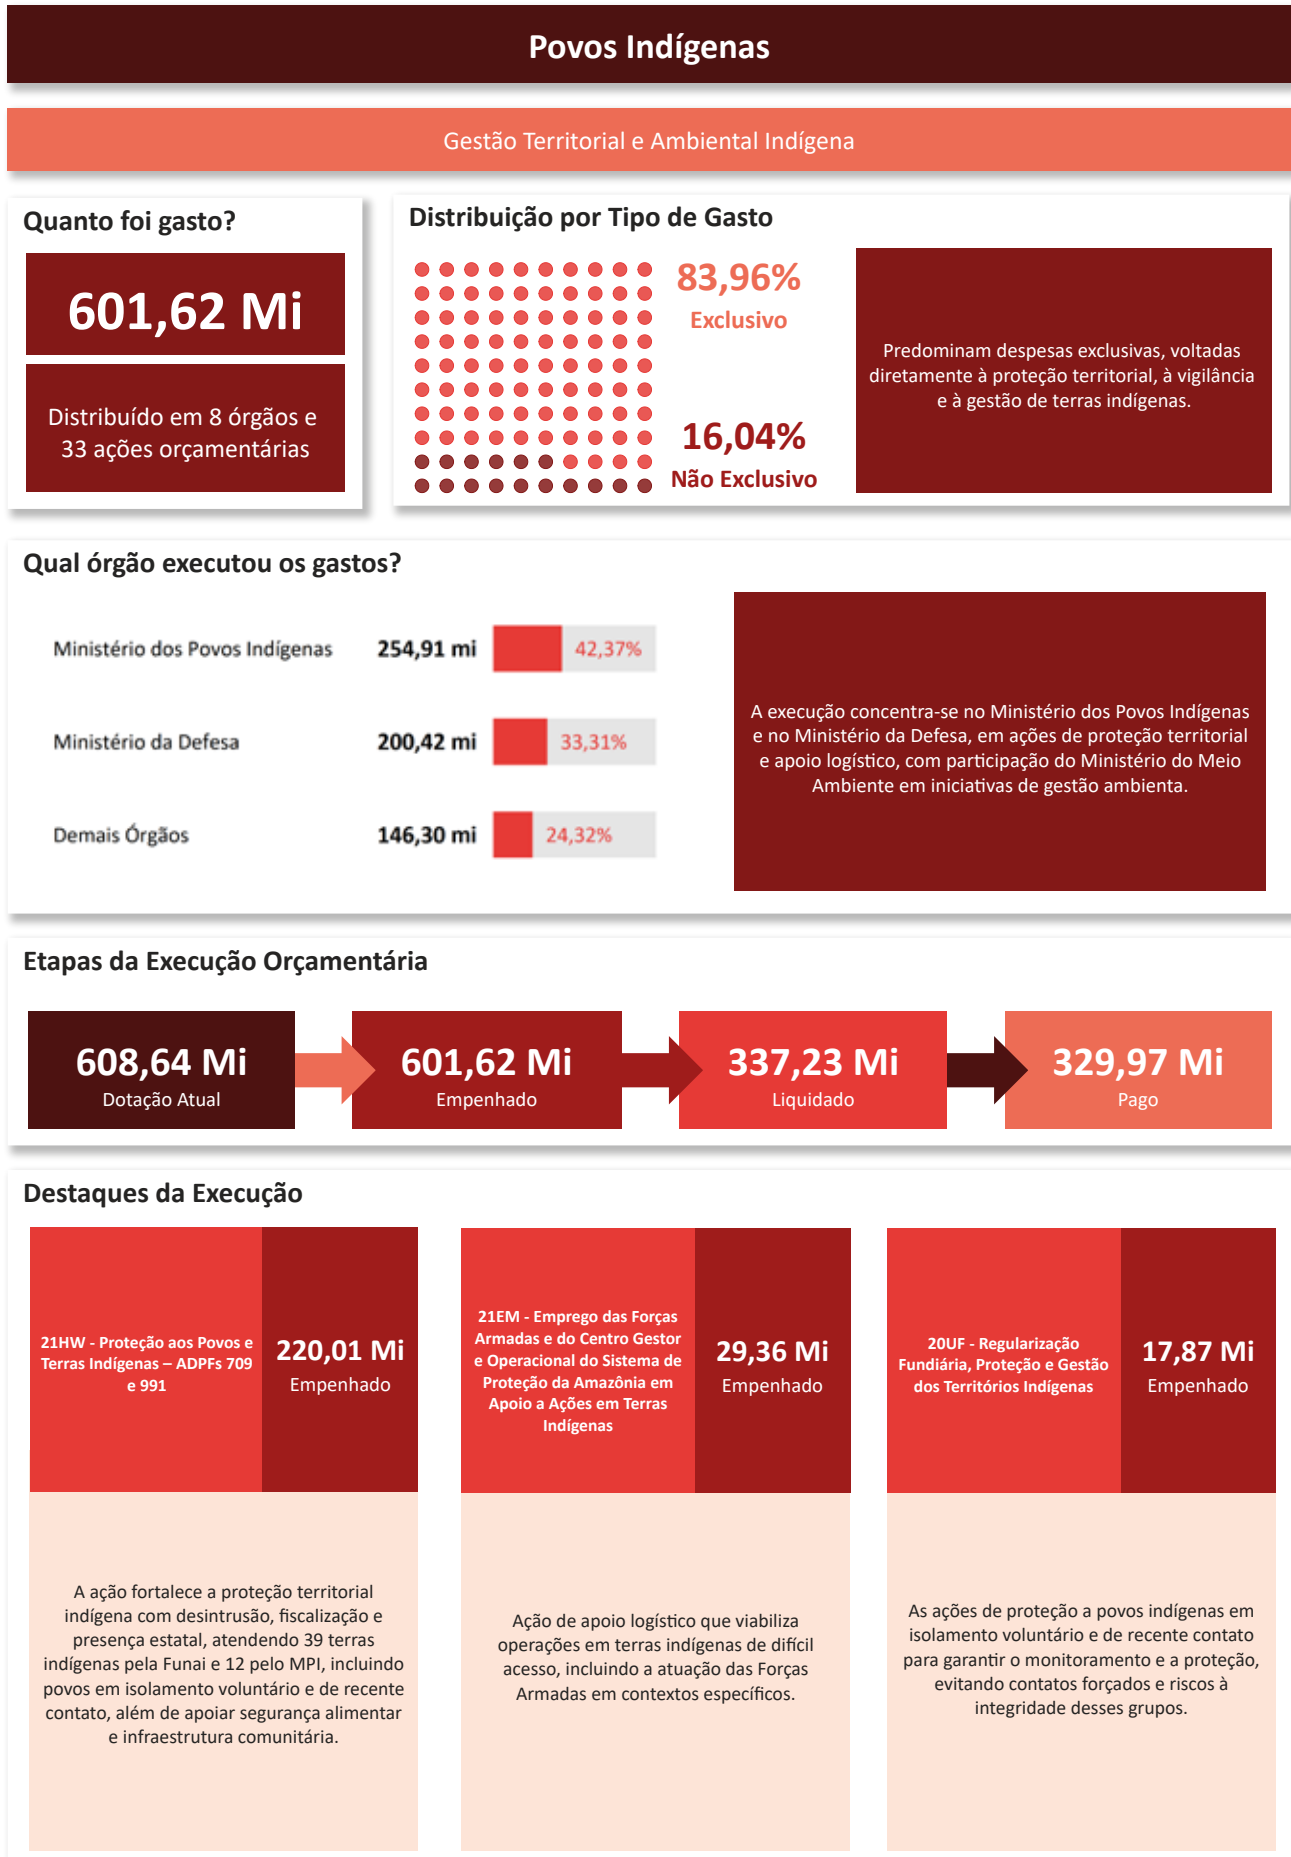 Povos Indígenas
Gestão Territorial e Ambiental Indígena
Quanto foi gasto?
601,62 Mi
Distribuído em 8 órgãos e
33 ações orçamentárias
Distribuição por Tipo de Gasto
83,96%
Exclusivo
16,04%
Não Exclusivo
Predominam despesas exclusivas, voltadas
diretamente à proteção territorial, à vigilância
e à gestão de terras indígenas.
Qual órgão executou os gastos?
Ministério dos Povos Indígenas 254,91 mi 42,37%
Ministério da Defesa 200,42 mi 33,31%
Demais Órgãos 146,30 mi 24,32%
A execução concentra-se no Ministério dos Povos Indígenas
e no Ministério da Defesa, em ações de proteção territorial
e apoio logístico, com participação do Ministério do Meio
Ambiente em iniciativas de gestão ambienta.
Etapas da Execução Orçamentária
608,64 Mi
Dotação Atual
601,62 Mi
Empenhado
337,23 Mi
Liquidado
329,97 Mi
Pago
Destaques da Execução
21HW - Proteção aos Povos e
Terras Indígenas – ADPFs 709
e 991
220,01 Mi
Empenhado
A ação fortalece a proteção territorial
indígena com desintrusão, fiscalização e
presença estatal, atendendo 39 terras
indígenas pela Funai e 12 pelo MPI, incluindo
povos em isolamento voluntário e de recente
contato, além de apoiar segurança alimentar
e infraestrutura comunitária.
21EM - Emprego das Forças
Armadas e do Centro Gestor
e Operacional do Sistema de
Proteção da Amazônia em
Apoio a Ações em Terras
Indígenas
29,36 Mi
Empenhado
Ação de apoio logístico que viabiliza
operações em terras indígenas de difícil
acesso, incluindo a atuação das Forças
Armadas em contextos específicos.
20UF - Regularização
Fundiária, Proteção e Gestão
dos Territórios Indígenas
17,87 Mi
Empenhado
As ações de proteção a povos indígenas em
isolamento voluntário e de recente contato
para garantir o monitoramento e a proteção,
evitando contatos forçados e riscos à
integridade desses grupos.